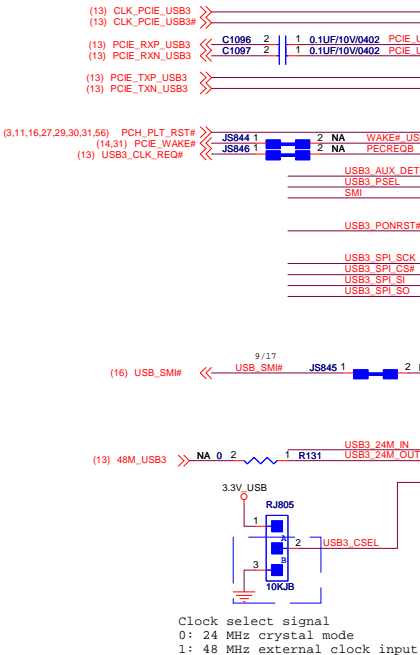 (13) CLK_PCIE_USB3
(13) CLK_PCIE_USB3#
(13) PCIE_RXP_USB3 C1096 2 1 0.1UF/10V/0402 PCIE_U
(13) PCIE_RXN_USB3 C1097 2 1 0.1UF/10V/0402 PCIE_U
(13) PCIE_TXP_USB3
(13) PCIE_TXN_USB3
(3,11,16,27,29,30,31,56) PCH_PLT_RST#
(14,31) PCIE_WAKE# JS844 1 2 NA WAKE#_US
(13) USB3_CLK_REQ# JS846 1 2 NA PECREQB
USB3_AUX_DET
USB3_PSEL
SMI
USB3_PONRST#
USB3_SPI_SCK
USB3_SPI_CS#
USB3_SPI_SI
USB3_SPI_SO
9/17
(16) USB_SMI# USB_SMI# JS845 1 2
USB3_24M_IN
(13) 48M_USB3 NA 0 2 1 R131 USB3_24M_OUT
3.3V_USB
RJ805
1
A
2 USB3_CSEL
B
3
10KJB
Clock select signal
0: 24 MHz crystal mode
1: 48 MHz external clock input